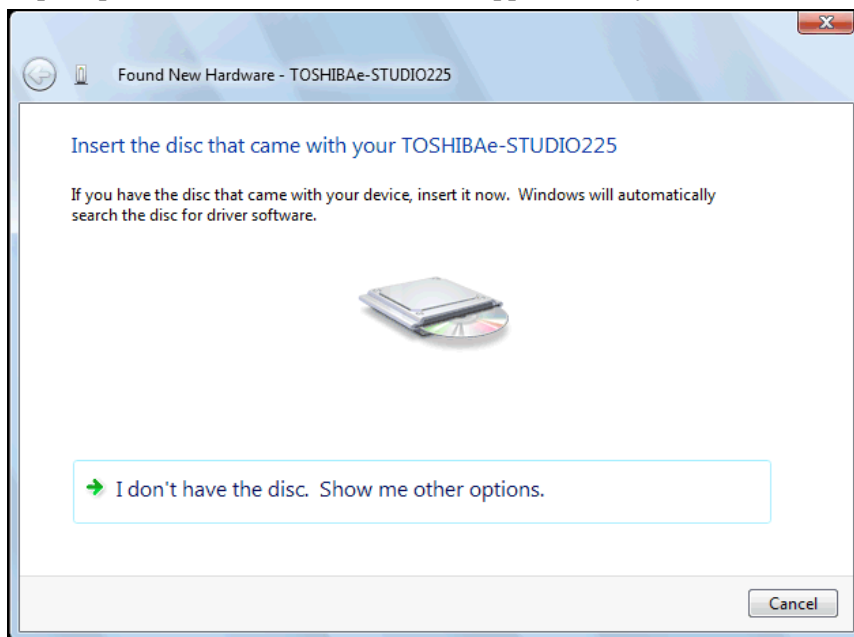 Found New Hardware - TOSHIBAe-STUDIO225
Insert the disc that came with your TOSHIBAe-STUDIO225
If you have the disc that came with your device, insert it now.  Windows will automatically
search the disc for driver software.
I don't have the disc.  Show me other options.
Cancel